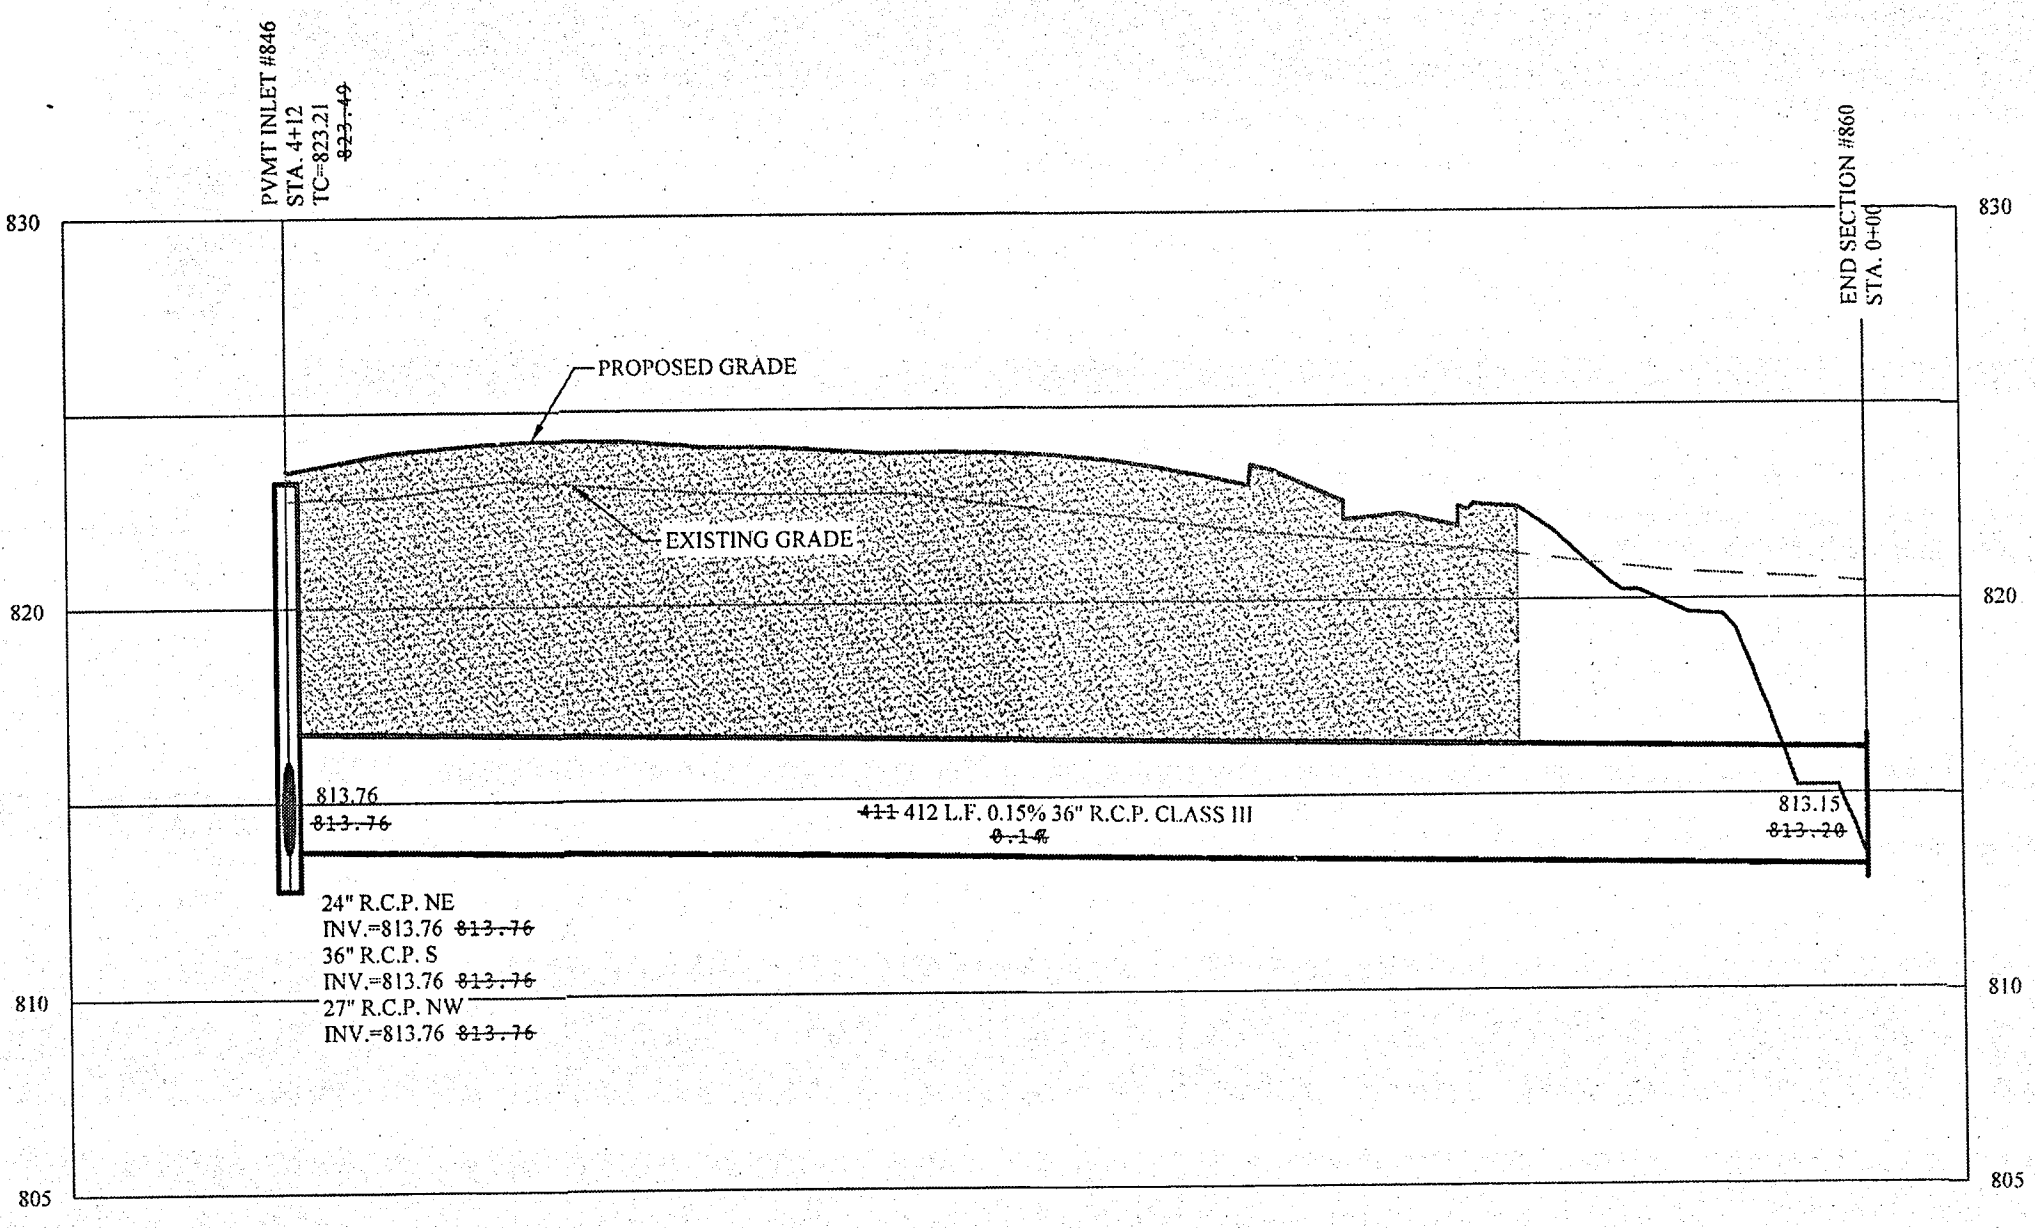 PVMT INLET #846
STA. 4+12
TC=823.21
823.49
END SECTION #860
STA. 0+00
830
830
PROPOSED GRADE
EXISTING GRADE
820
820
813.76
813.76
411 412 L.F. 0.15% 36" R.C.P. CLASS III
0.14%
813.15
813.20
24" R.C.P. NE
INV.=813.76 813.76
36" R.C.P. S
INV.=813.76 813.76
27" R.C.P. NW
INV.=813.76 813.76
810
810
805
805